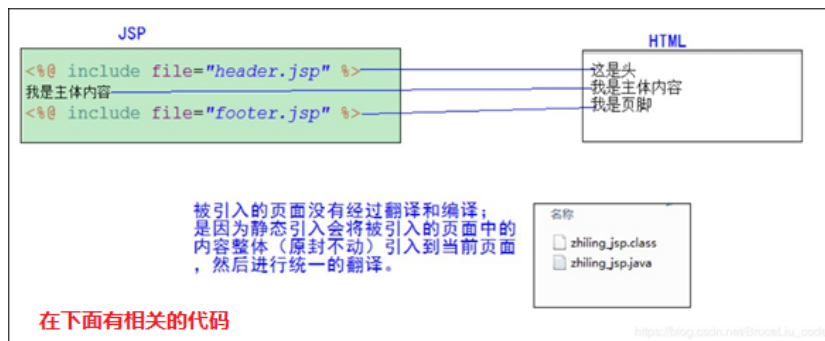 JSP
HTML
<%@ include file="header.jsp" %>
我是主体内容
<%@ include file="footer.jsp" %>
这是头
我是主体内容
我是页脚
被引入的页面没有经过翻译和编译;
是因为静态引入会将被引入的页面中的
内容整体（原封不动）引入到当前页面
，然后进行统一的翻译。
名称
zhiling_jsp.class
zhiling_jsp.java
在下面有相关的代码
https://blog.csdn.net/BruceLiu_code